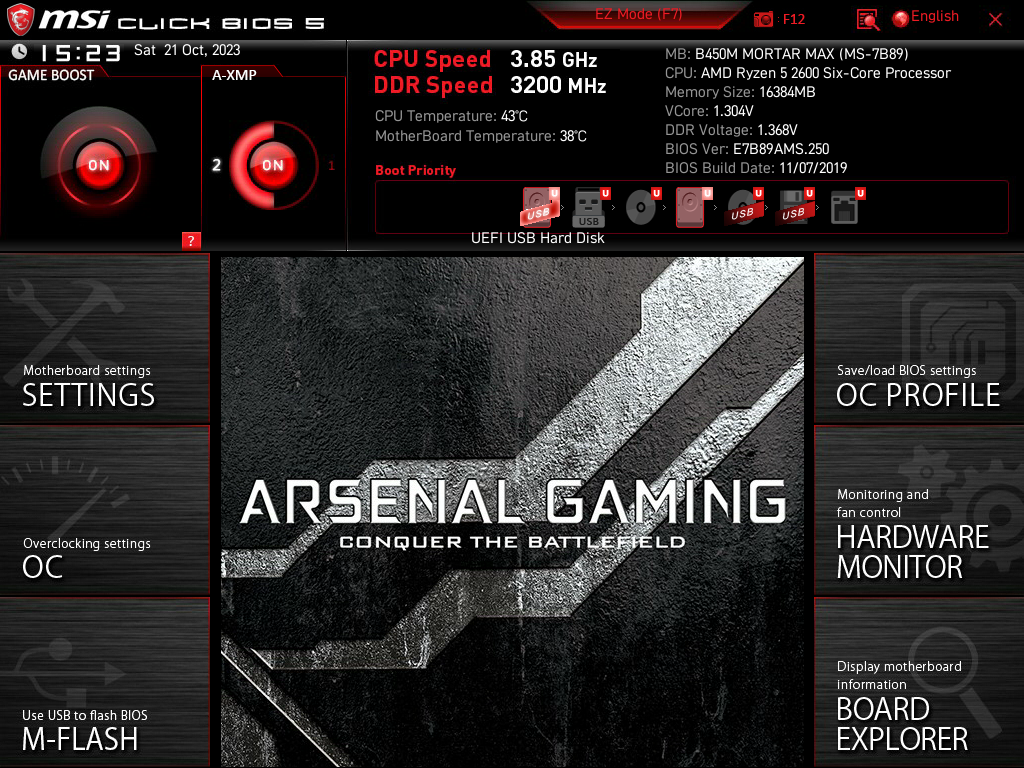 msi CLICK BIOS 5
EZ Mode (F7)
: F12
English
15:23 Sat 21 Oct, 2023
GAME BOOST
ON
?
A-XMP
2 ON 1
CPU Speed 3.85 GHz
DDR Speed 3200 MHz
CPU Temperature: 43°C
MotherBoard Temperature: 38°C
MB: B450M MORTAR MAX (MS-7B89)
CPU: AMD Ryzen 5 2600 Six-Core Processor
Memory Size: 16384MB
VCore: 1.304V
DDR Voltage: 1.368V
BIOS Ver: E7B89AMS.250
BIOS Build Date: 11/07/2019
Boot Priority
U U U U U U U
USB USB USB USB
UEFI USB Hard Disk
Motherboard settings
SETTINGS
Overclocking settings
OC
Use USB to flash BIOS
M-FLASH
ARSENAL GAMING
CONQUER THE BATTLEFIELD
Save/load BIOS settings
OC PROFILE
Monitoring and
fan control
HARDWARE
MONITOR
Display motherboard
information
BOARD
EXPLORER